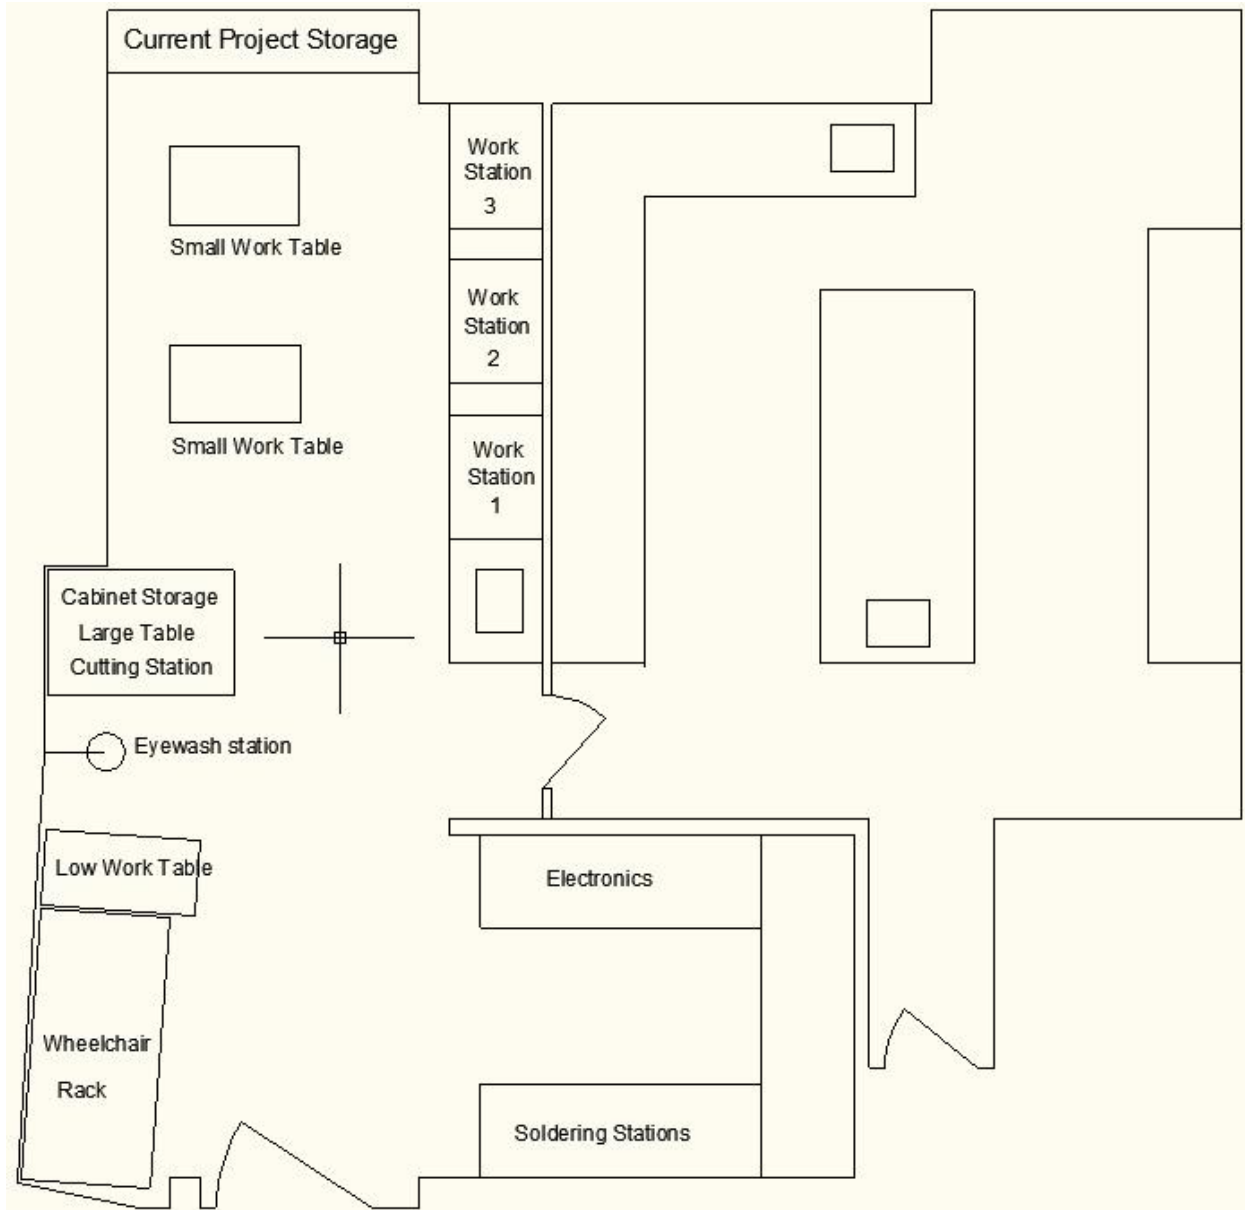 Current Project Storage
Work
Station
3
Small Work Table
Work
Station
2
Small Work Table
Work
Station
1
Cabinet Storage
Large Table
Cutting Station
Eyewash station
Low Work Table
Electronics
Wheelchair
Rack
Soldering Stations